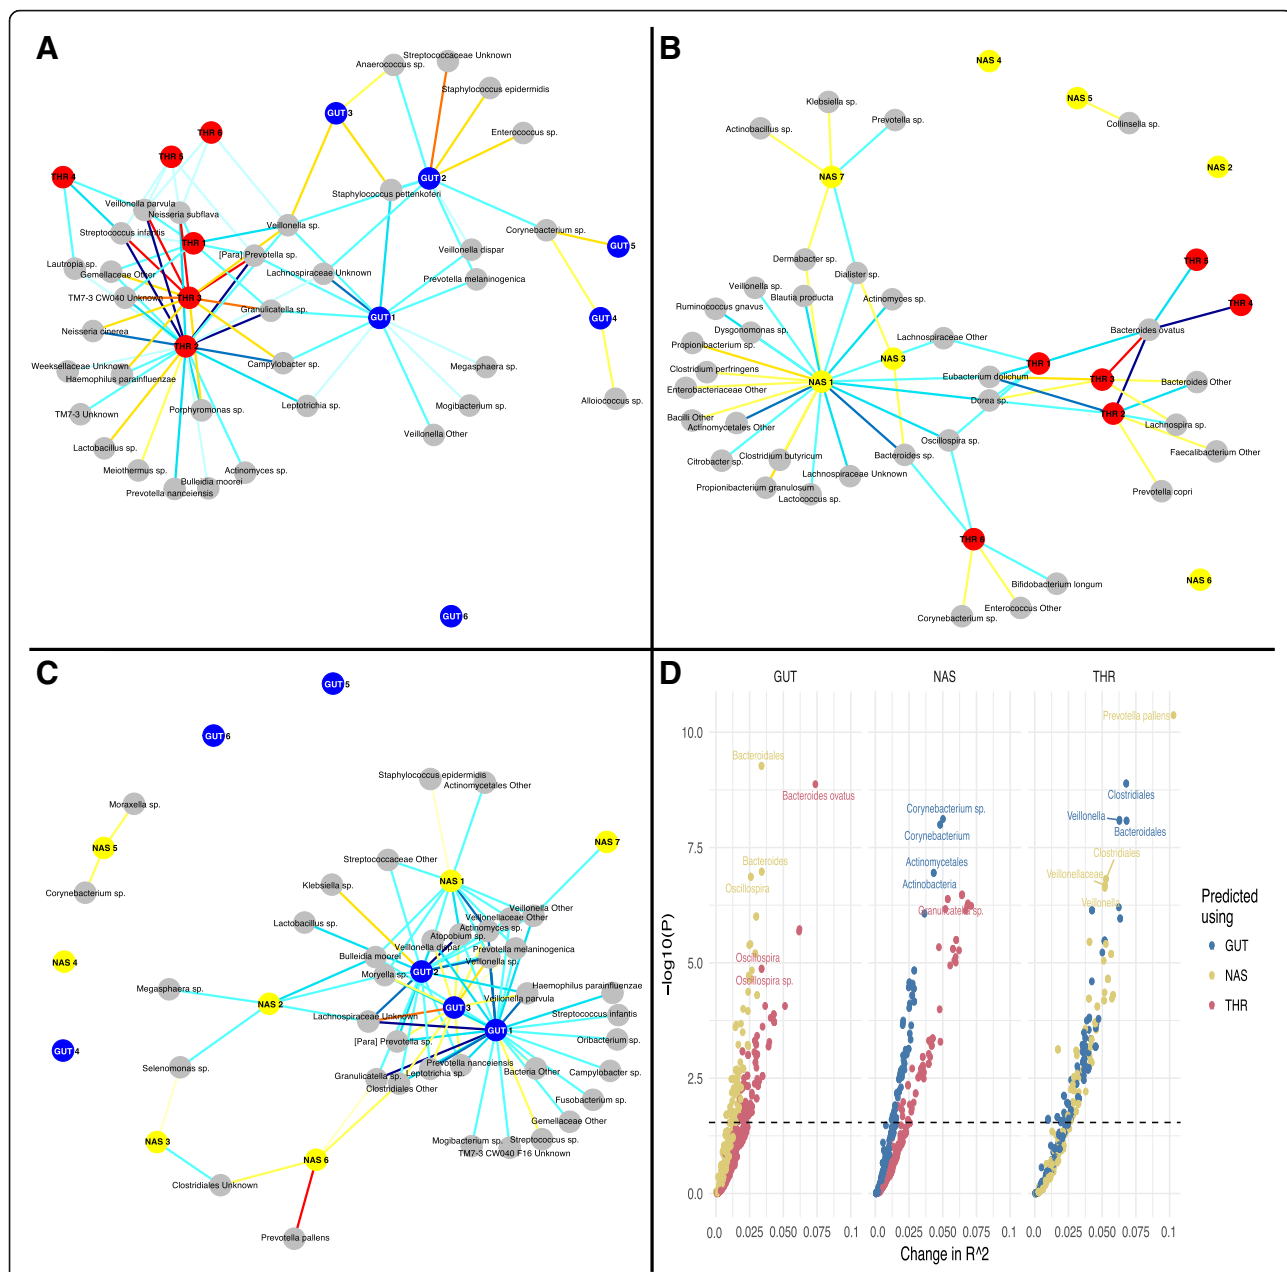 A
Streptococcaceae Unknown
Anaerococcus sp.
Staphylococcus epidermidis
GUT 3
Enterococcus sp.
THR 6
THR 5
THR 4
GUT 2
Staphylococcus pettenkoferi
Veillonella parvula
Neisseria subflava
Veillonella sp.
Corynebacterium sp.
Streptococcus infantis
THR 1
GUT 5
[Para] Prevotella sp.
Veillonella dispar
Lautropia sp.
Gemellaceae Other
Lachnospiraceae Unknown
Prevotella melaninogenica
TM7-3 CW040 Unknown
THR 3
Granulicatella sp.
GUT 1
GUT 4
Neisseria cinerea
THR 2
Weeksellaceae Unknown
Campylobacter sp.
Megasphaera sp.
Haemophilus parainfluenzae
Porphyromonas sp.
Leptotrichia sp.
Mogibacterium sp.
Alloiococcus sp.
TM7-3 Unknown
Veillonella Other
Lactobacillus sp.
Meiothermus sp.
Actinomyces sp.
Bulleidia moorei
Prevotella nanceiensis
GUT 6
B
NAS 4
NAS 5
Klebsiella sp.
Prevotella sp.
Actinobacillus sp.
Collinsella sp.
NAS 2
NAS 7
Dermabacter sp.
Dialister sp.
THR 5
Veillonella sp.
Blautia producta
Actinomyces sp.
THR 4
Ruminococcus gnavus
Dysgonomonas sp.
Lachnospiraceae Other
Bacteroides ovatus
Propionibacterium sp.
NAS 3
THR 1
Clostridium perfringens
Eubacterium dolichum
THR 3
Bacteroides Other
Enterobacteriaceae Other
NAS 1
Dorea sp.
THR 2
Bacilli Other
Actinomycetales Other
Lachnospira sp.
Oscillospira sp.
Faecalibacterium Other
Citrobacter sp.
Clostridium butyricum
Bacteroides sp.
Lachnospiraceae Unknown
Propionibacterium granulosum
Lactococcus sp.
Prevotella copri
THR 6
Bifidobacterium longum
NAS 6
Enterococcus Other
Corynebacterium sp.
C
GUT 5
GUT 6
Staphylococcus epidermidis
Actinomycetales Other
Moraxella sp.
NAS 5
NAS 7
Streptococcaceae Other
Corynebacterium sp.
Klebsiella sp.
NAS 1
Veillonella Other
Lactobacillus sp.
Veillonellaceae Other
Actinomyces sp.
Atopobium sp.
Veillonella dispar
Prevotella melaninogenica
Bulleidia moorei
NAS 4
Veillonella sp.
Moryella sp.
GUT 2
Megasphaera sp.
Haemophilus parainfluenzae
NAS 2
GUT 3
Veillonella parvula
Lachnospiraceae Unknown
Streptococcus infantis
GUT 1
GUT 4
[Para] Prevotella sp.
Oribacterium sp.
Selenomonas sp.
Prevotella nanceiensis
Granulicatella sp.
Leptotrichia sp.
Bacteria Other
Campylobacter sp.
Clostridiales Other
Fusobacterium sp.
Gemellaceae Other
NAS 3
Mogibacterium sp.
Streptococcus sp.
TM7-3 CW040 F16 Unknown
NAS 6
Clostridiales Unknown
Prevotella pallens
D
GUT NAS THR
10.0
7.5
5.0
2.5
0.0
−log10(P)
Bacteroidales
Bacteroides ovatus
Bacteroides
Oscillospira
Oscillospira
Oscillospira sp.
Corynebacterium sp.
Corynebacterium
Actinomycetales
Actinobacteria
Granulicatella sp.
Prevotella pallens
Clostridiales
Veillonella
Bacteroidales
Clostridiales
Veillonellaceae
Veillonella
0.0 0.025 0.050 0.075 0.1 0.0 0.025 0.050 0.075 0.1 0.0 0.025 0.050 0.075 0.1
Change in R^2
Predicted
using
GUT
NAS
THR